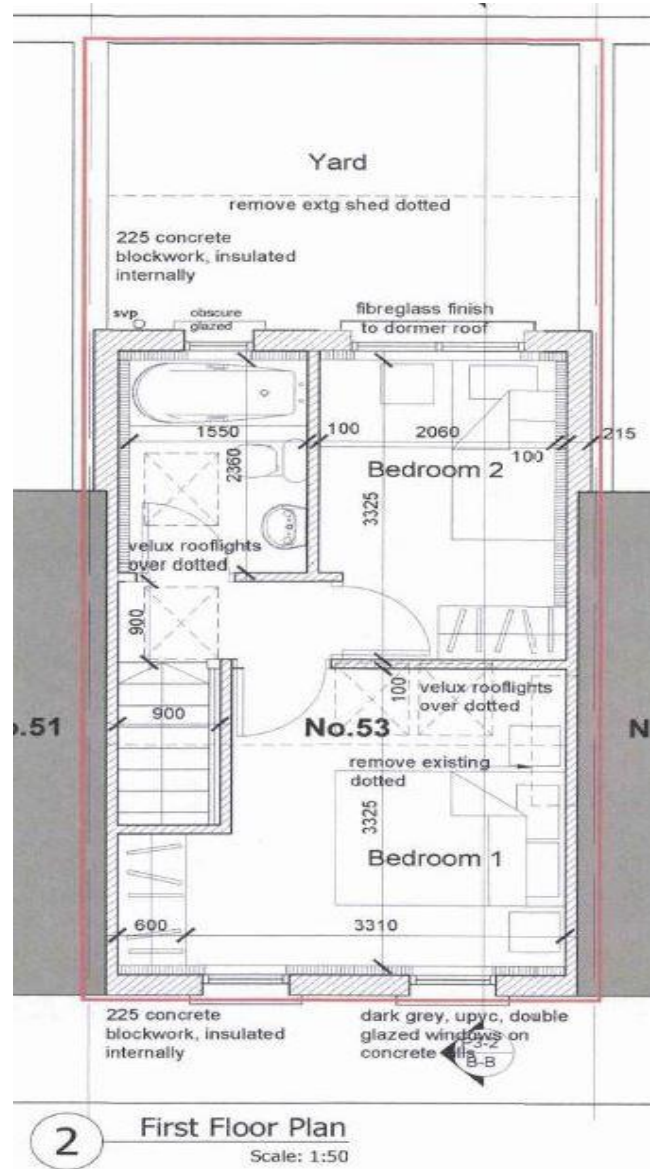 Yard
remove extg shed dotted
225 concrete
blockwork, insulated
internally
svp
obscure
glazed
fibreglass finish
to dormer roof
1550
100
2060
215
100
2360
Bedroom 2
3325
velux rooflights
over dotted
900
100
velux rooflights
over dotted
900
.51
No.53
N
remove existing
dotted
3325
Bedroom 1
600
3310
225 concrete
blockwork, insulated
internally
dark grey, upvc, double
glazed windows on
concrete
3-2
B-B
2
First Floor Plan
Scale: 1:50